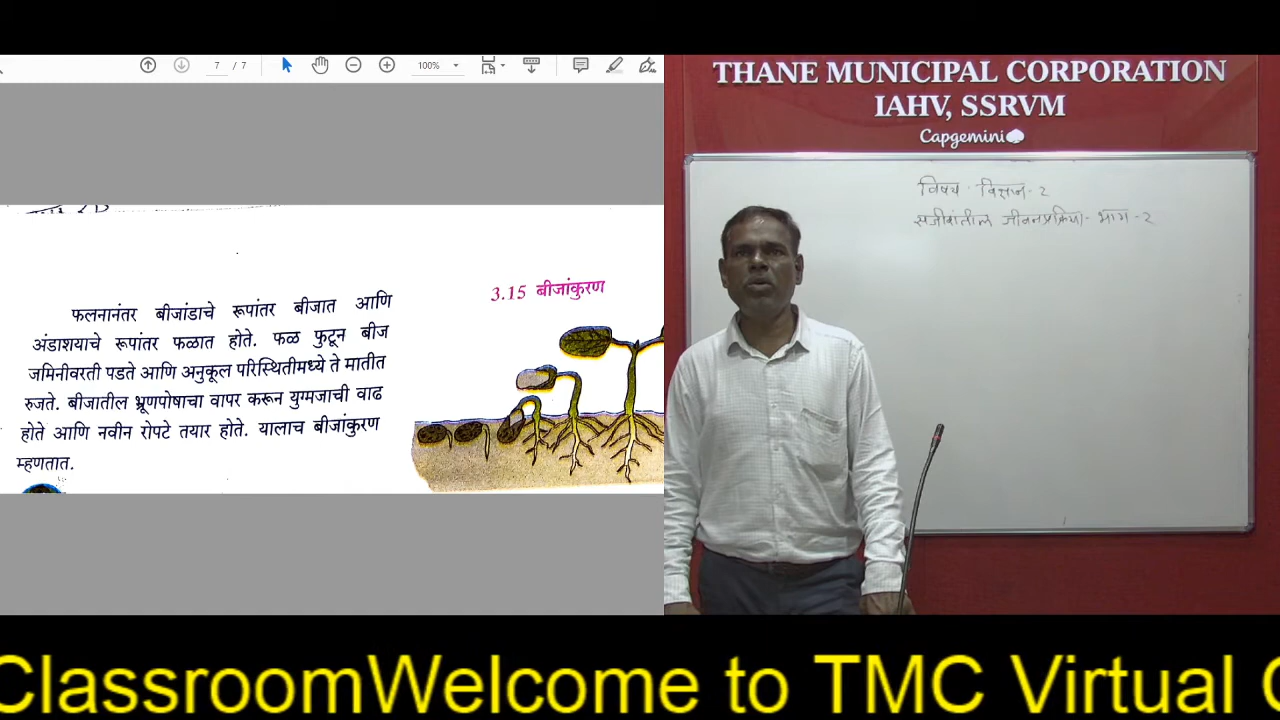 7 / 7
100%
फलनानंतर बीजांडाचे रूपांतर बीजात आणि
अंडाशयाचे रूपांतर फळात होते. फळ फुटून बीज
जमिनीवरती पडते आणि अनुकूल परिस्थितीमध्ये ते मातीत
रुजते. बीजातील भ्रूणपोषाचा वापर करून युग्मजाची वाढ
होते आणि नवीन रोपटे तयार होते. यालाच बीजांकुरण
म्हणतात.
3.15 बीजांकुरण
THANE MUNICIPAL CORPORATION
IAHV, SSRVM
Capgemini
विषय - विज्ञान - २
सजीवांतील जीवनप्रक्रिया - भाग - २
ClassroomWelcome to TMC Virtual C